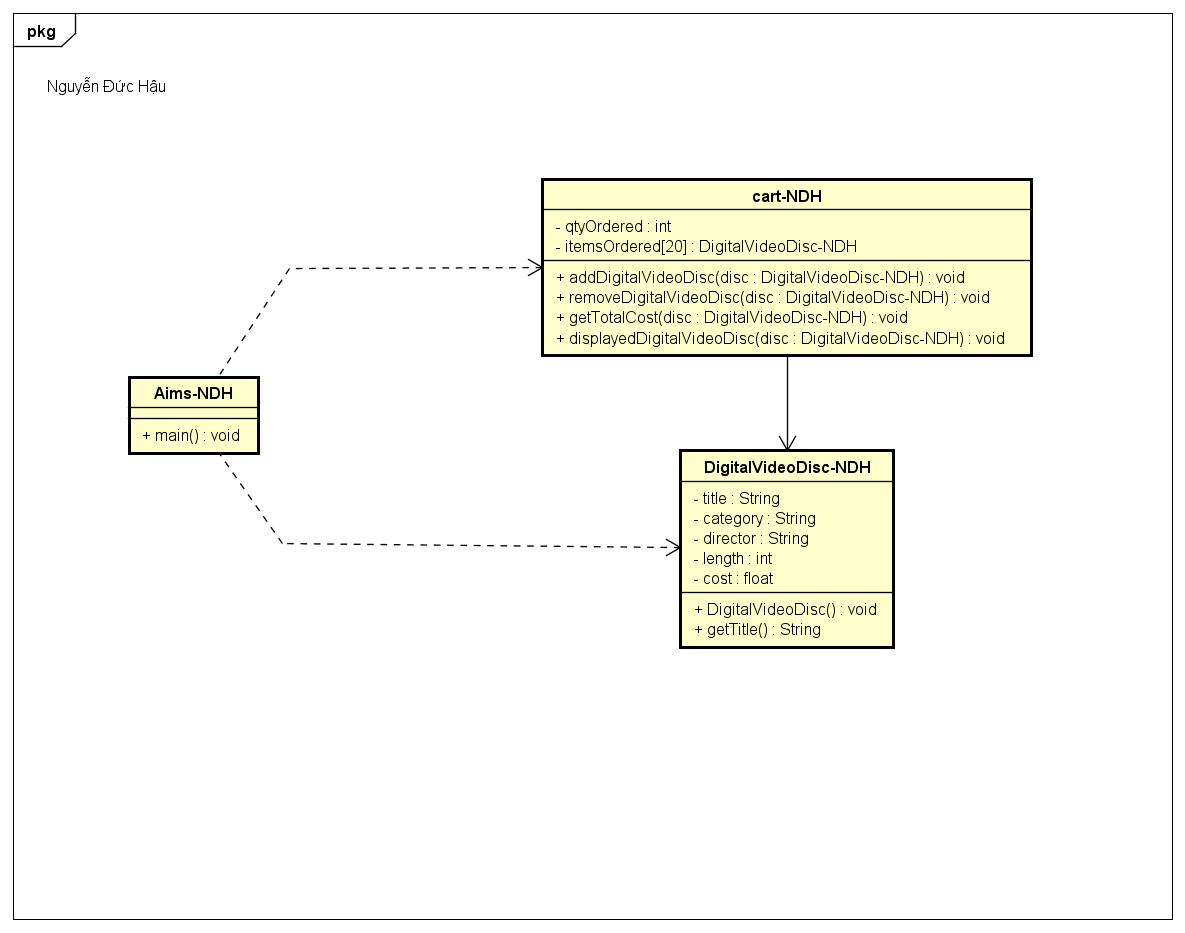 pkg
Nguyễn Đức Hậu
cart-NDH
- qtyOrdered : int
- itemsOrdered[20] : DigitalVideoDisc-NDH
+ addDigitalVideoDisc(disc : DigitalVideoDisc-NDH) : void
+ removeDigitalVideoDisc(disc : DigitalVideoDisc-NDH) : void
+ getTotalCost(disc : DigitalVideoDisc-NDH) : void
+ displayedDigitalVideoDisc(disc : DigitalVideoDisc-NDH) : void
Aims-NDH
+ main() : void
DigitalVideoDisc-NDH
- title : String
- category : String
- director : String
- length : int
- cost : float
+ DigitalVideoDisc() : void
+ getTitle() : String